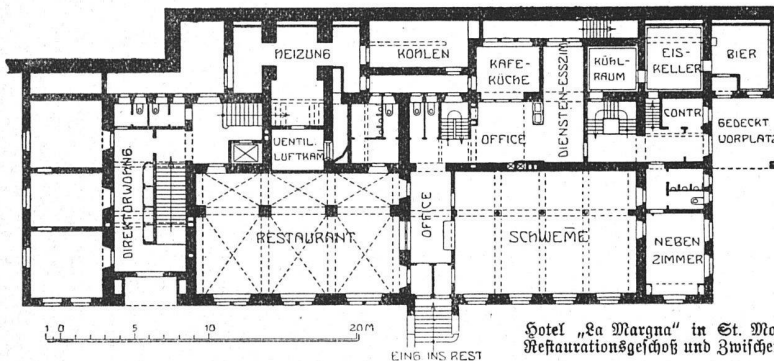 HEIZUNG
KOHLEN
KAFE-
KÜCHE
DIENSTEN-ESSZIM.
KÜHL-
RAUM
EIS-
KELLER
BIER
VENTIL.
LUFTKAM.
OFFICE
CONTR.
GEDECKT
VORPLATZ
DIREKTORWOHNG.
RESTAURANT
OFFICE
SCHWEM̄E
NEBEN
ZIMMER
1 0 5 10 20 M
EING. INS REST
Hotel „La Margna“ in St. Mo
Restaurationsgeschoß und Zwische